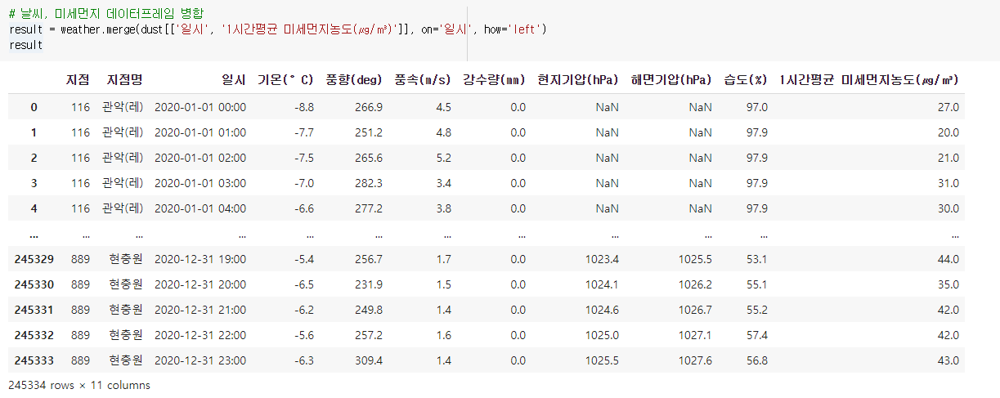 # 날씨, 미세먼지 데이터프레임 병합
result = weather.merge(dust[['일시', '1시간평균 미세먼지농도(㎍/㎥)']], on='일시', how='left')
result
지점 지점명 일시 기온(°C) 풍향(deg) 풍속(m/s) 강수량(㎜) 현지기압(hPa) 해면기압(hPa) 습도(%) 1시간평균 미세먼지농도(㎍/㎥)
0 116 관악(레) 2020-01-01 00:00 -8.8 266.9 4.5 0.0 NaN NaN 97.0 27.0
1 116 관악(레) 2020-01-01 01:00 -7.7 251.2 4.8 0.0 NaN NaN 97.9 20.0
2 116 관악(레) 2020-01-01 02:00 -7.5 265.6 5.2 0.0 NaN NaN 97.9 21.0
3 116 관악(레) 2020-01-01 03:00 -7.0 282.3 3.4 0.0 NaN NaN 97.9 31.0
4 116 관악(레) 2020-01-01 04:00 -6.6 277.2 3.8 0.0 NaN NaN 97.9 30.0
... ... ... ... ... ... ... ... ... ... ... ...
245329 889 현충원 2020-12-31 19:00 -5.4 256.7 1.7 0.0 1023.4 1025.5 53.1 44.0
245330 889 현충원 2020-12-31 20:00 -6.5 231.9 1.5 0.0 1024.1 1026.2 55.1 35.0
245331 889 현충원 2020-12-31 21:00 -6.2 249.8 1.4 0.0 1024.6 1026.7 55.2 42.0
245332 889 현충원 2020-12-31 22:00 -5.6 257.2 1.6 0.0 1025.0 1027.1 57.4 42.0
245333 889 현충원 2020-12-31 23:00 -6.3 309.4 1.4 0.0 1025.5 1027.6 56.8 43.0
245334 rows × 11 columns